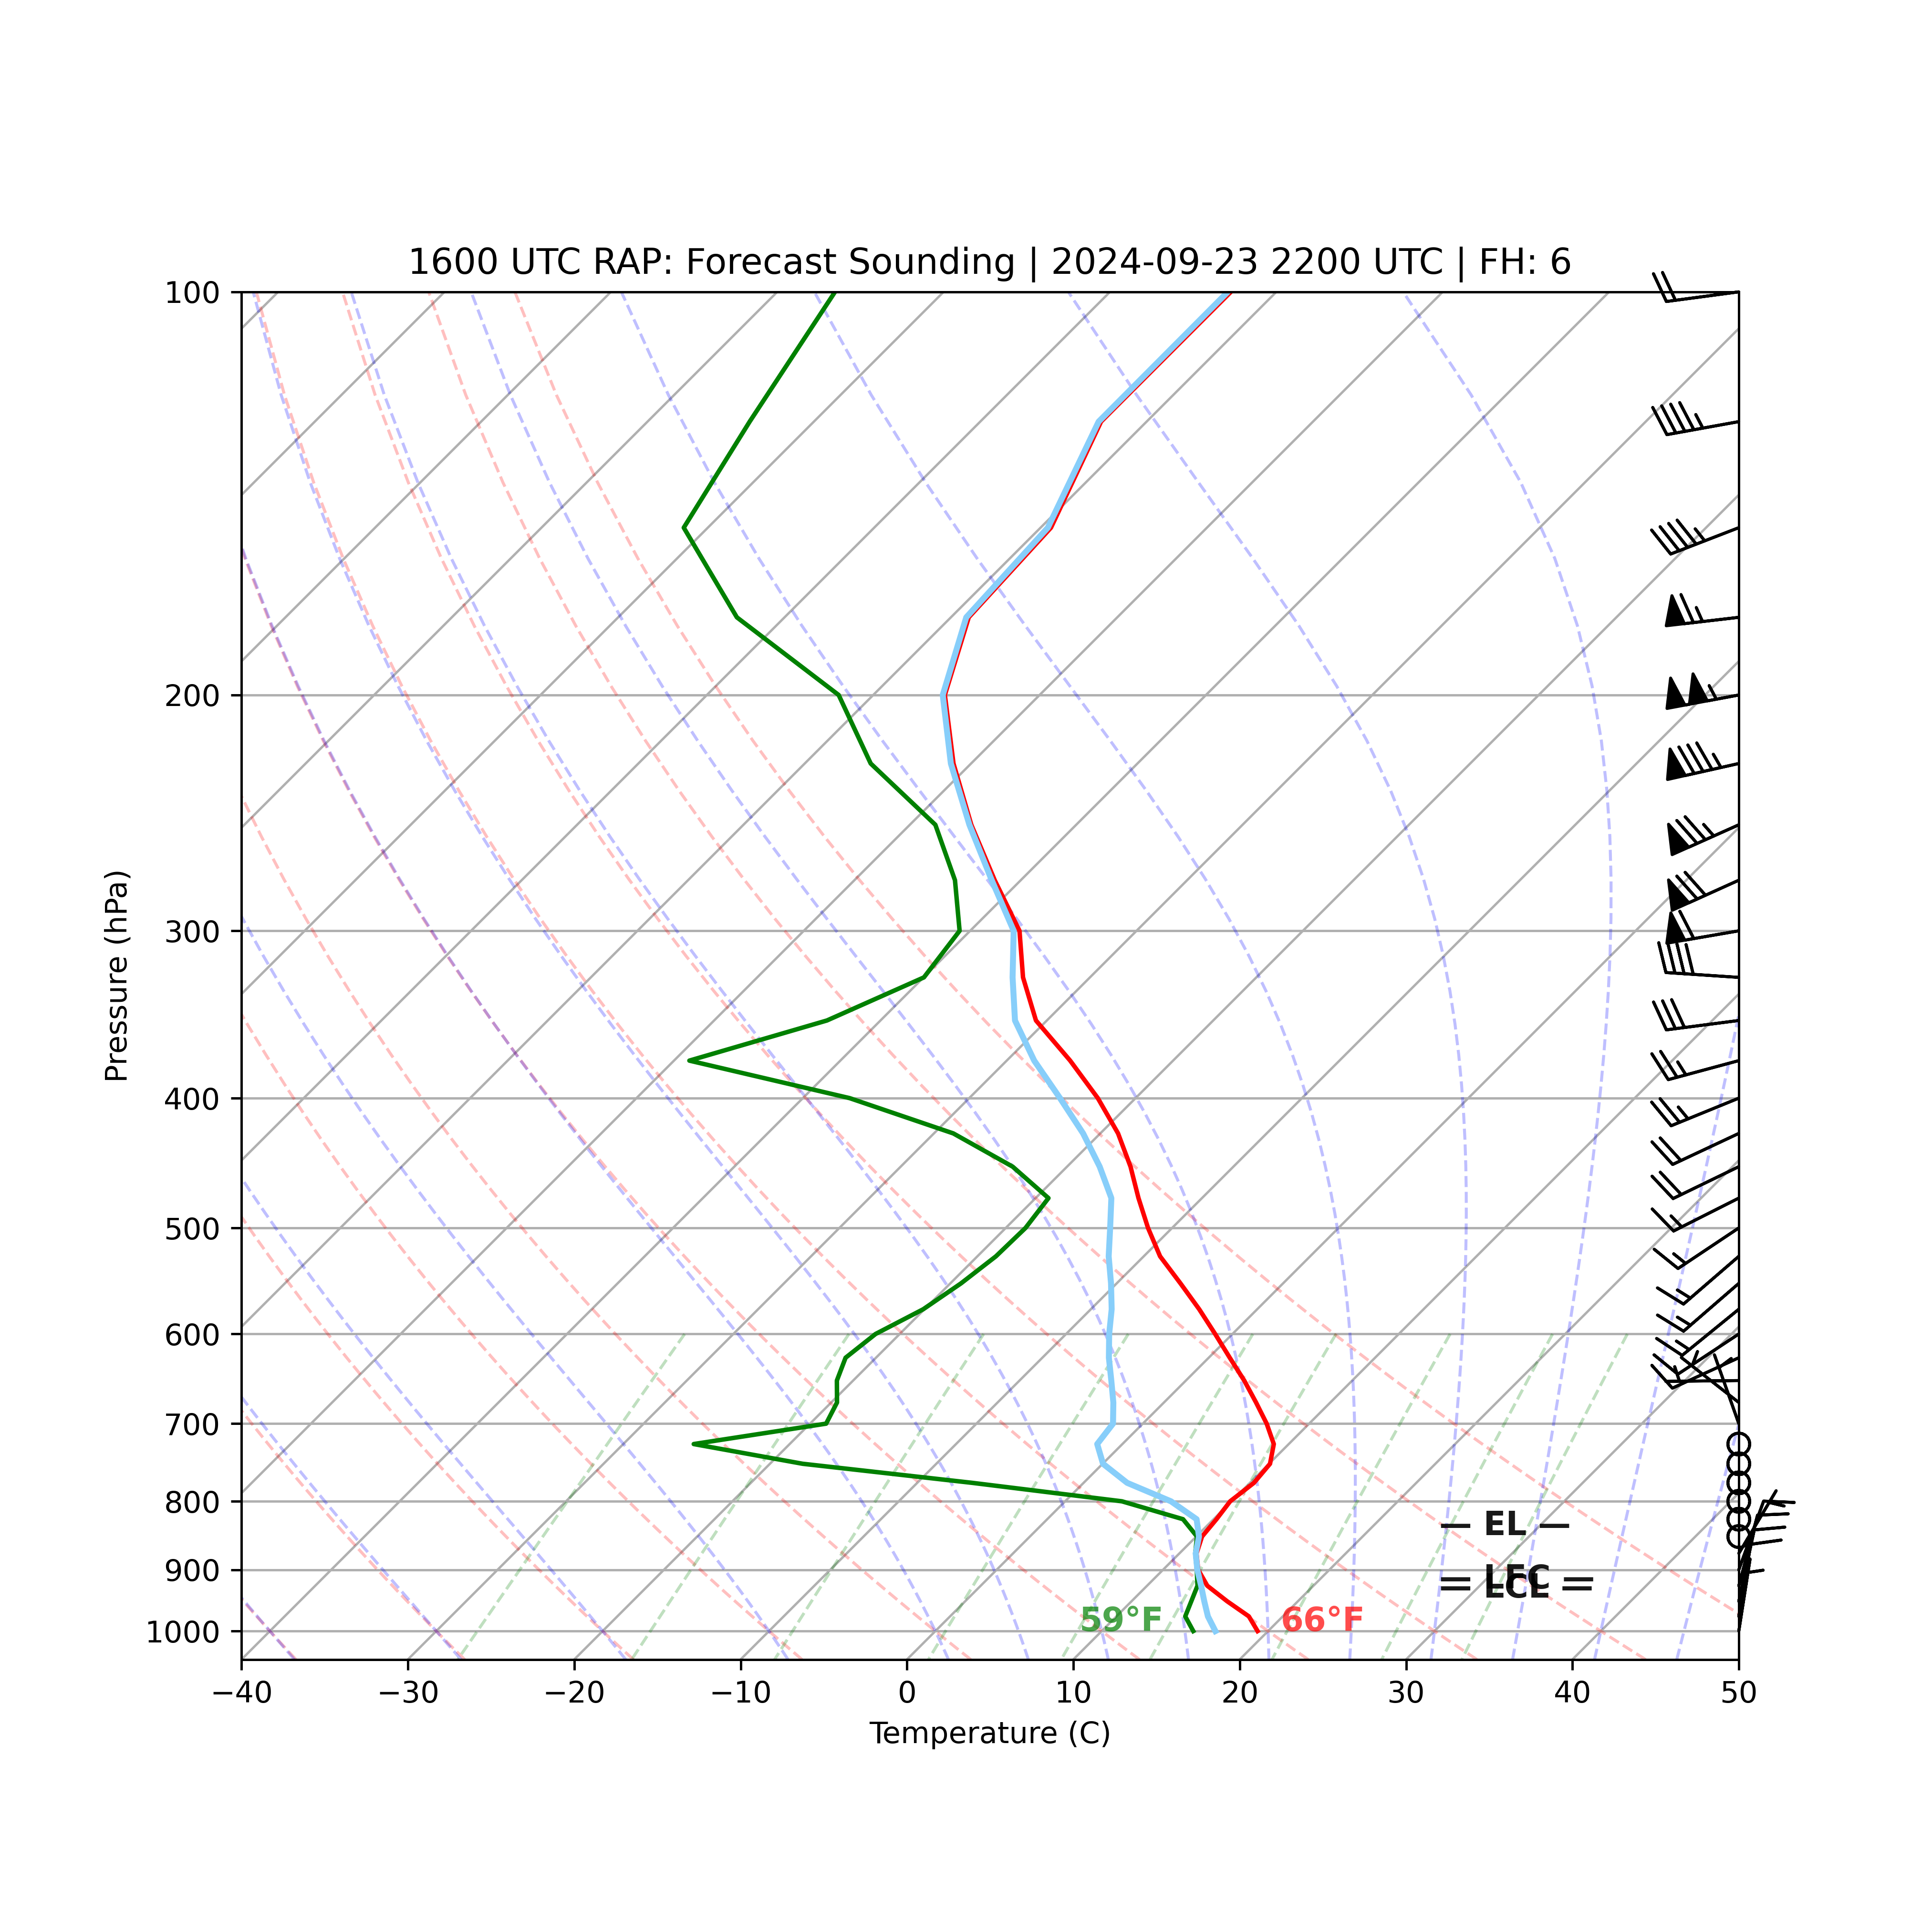 1600 UTC RAP: Forecast Sounding | 2024-09-23 2200 UTC | FH: 6
100
200
300
400
500
600
700
800
900
1000
Pressure (hPa)
— EL —
— LFC —
— LCL —
59°F 66°F
−40 −30 −20 −10 0 10 20 30 40 50
Temperature (C)